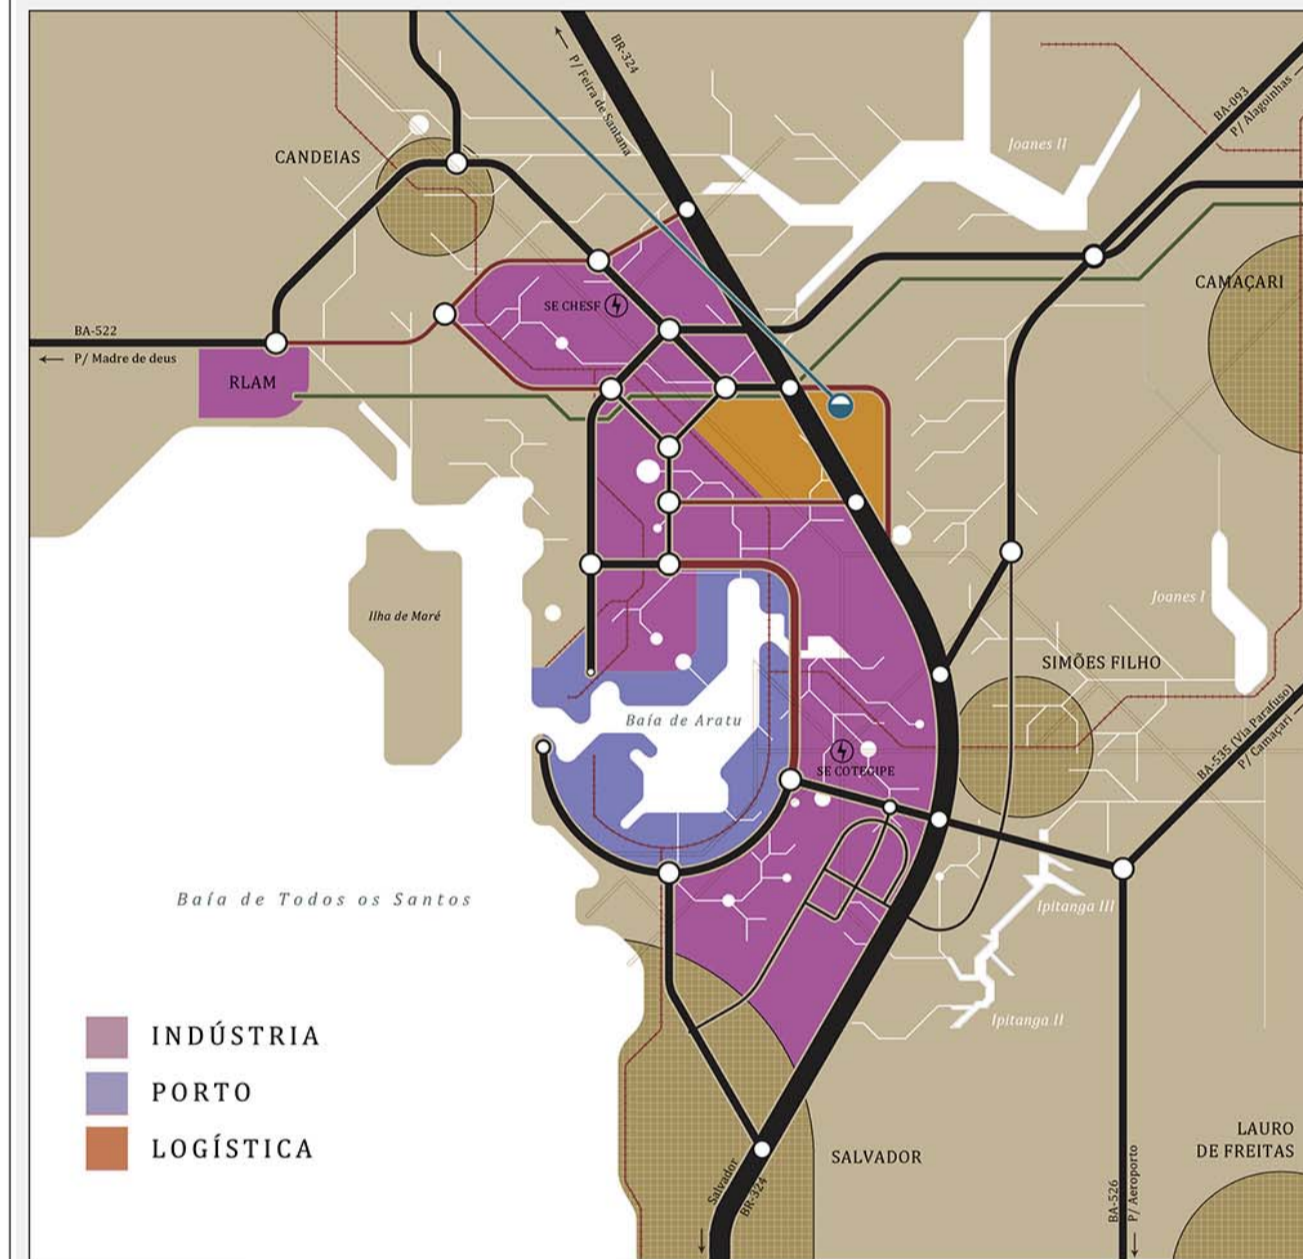 BR-324
P/ Feira de Santana
BA-093
P/ Alagoinhas
Joanes II
CANDEIAS
CAMAÇARI
SE CHESF
BA-522
P/ Madre de deus
RLAM
Ilha de Maré
Joanes I
SIMÕES FILHO
Baía de Aratu
BA-535 (Via Parafuso)
P/ Camaçari
SE COTEGIPE
Baía de Todos os Santos
Ipitanga III
Ipitanga II
INDÚSTRIA
PORTO
LOGÍSTICA
LAURO
DE FREITAS
SALVADOR
Salvador
BR-324
BA-526
P/ Aeroporto